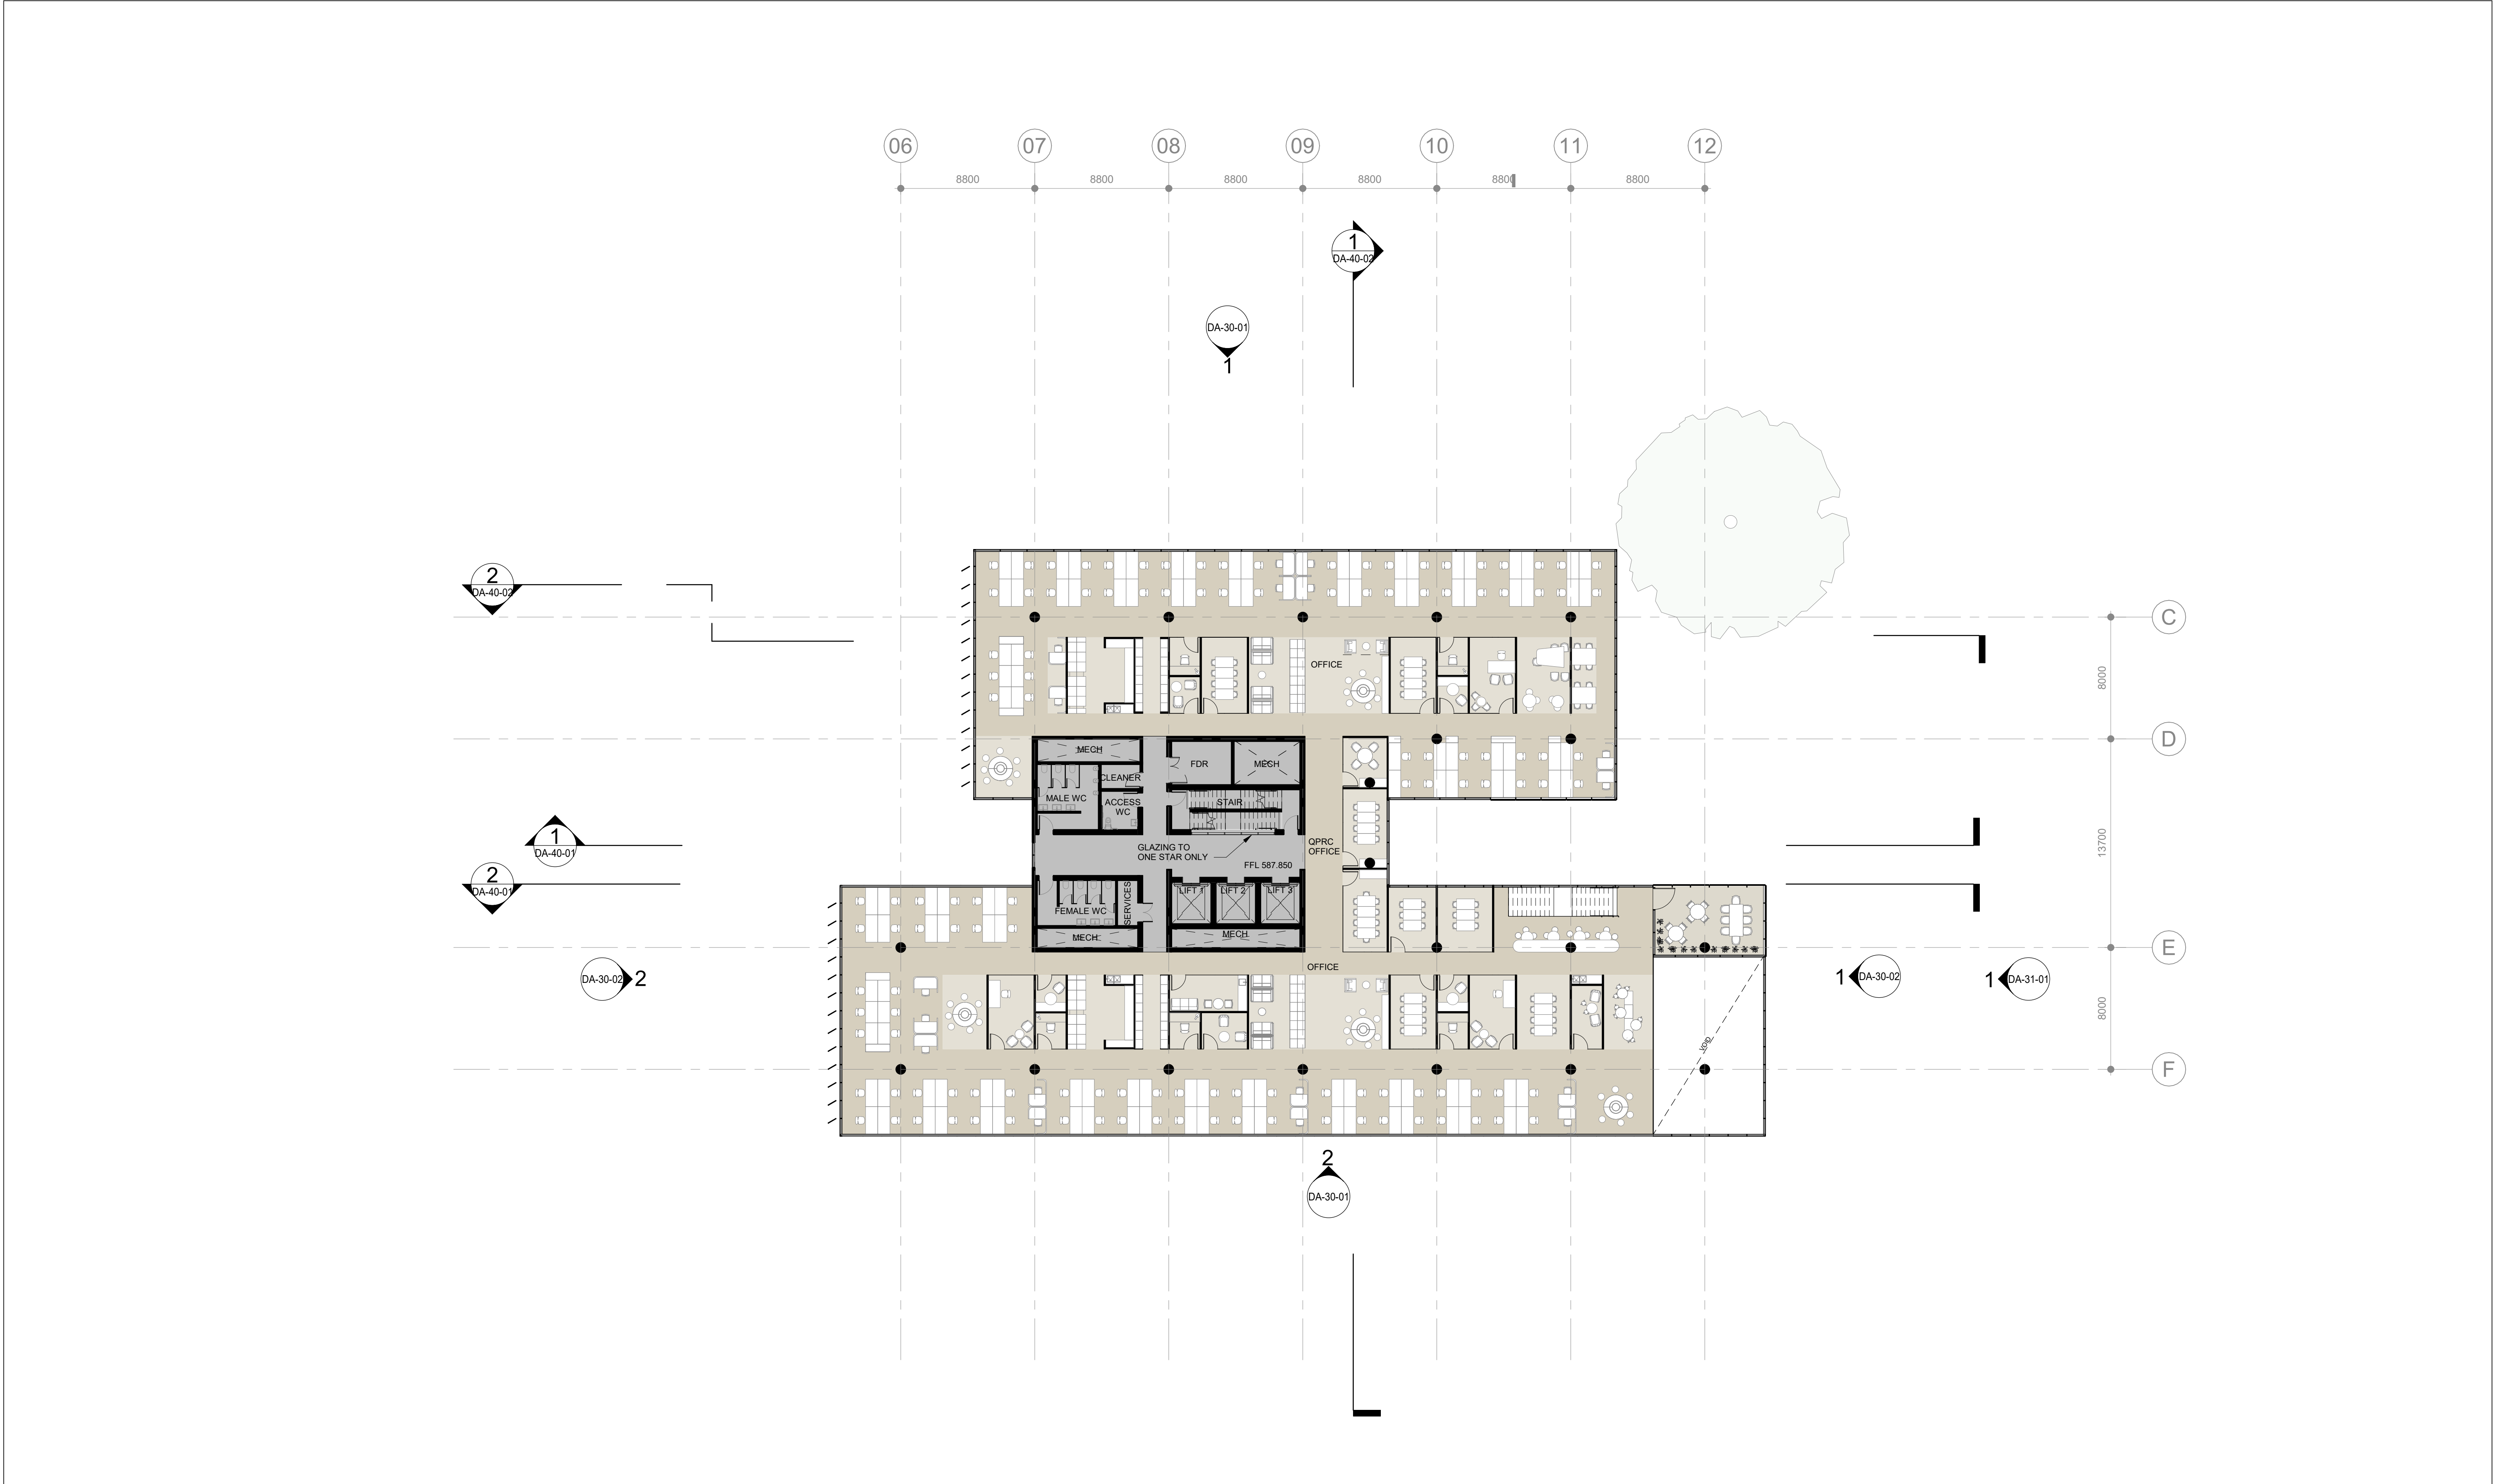 06
07
08
09
10
11
12
8800
8800
8800
8800
8800
8800
1
DA-40-02
DA-30-01
1
2
DA-40-02
C
8000
OFFICE
D
MECH
FDR
MECH
CLEANER
MALE WC
ACCESS
WC
STAIR
1
DA-40-01
QPRC
OFFICE
GLAZING TO
ONE STAR ONLY
FFL 587.850
13700
2
DA-40-01
LIFT 1
LIFT 2
LIFT 3
SERVICES
FEMALE WC
MECH
MECH
E
OFFICE
DA-30-02
2
1
DA-30-02
1
DA-31-01
8000
VOID
F
2
DA-30-01